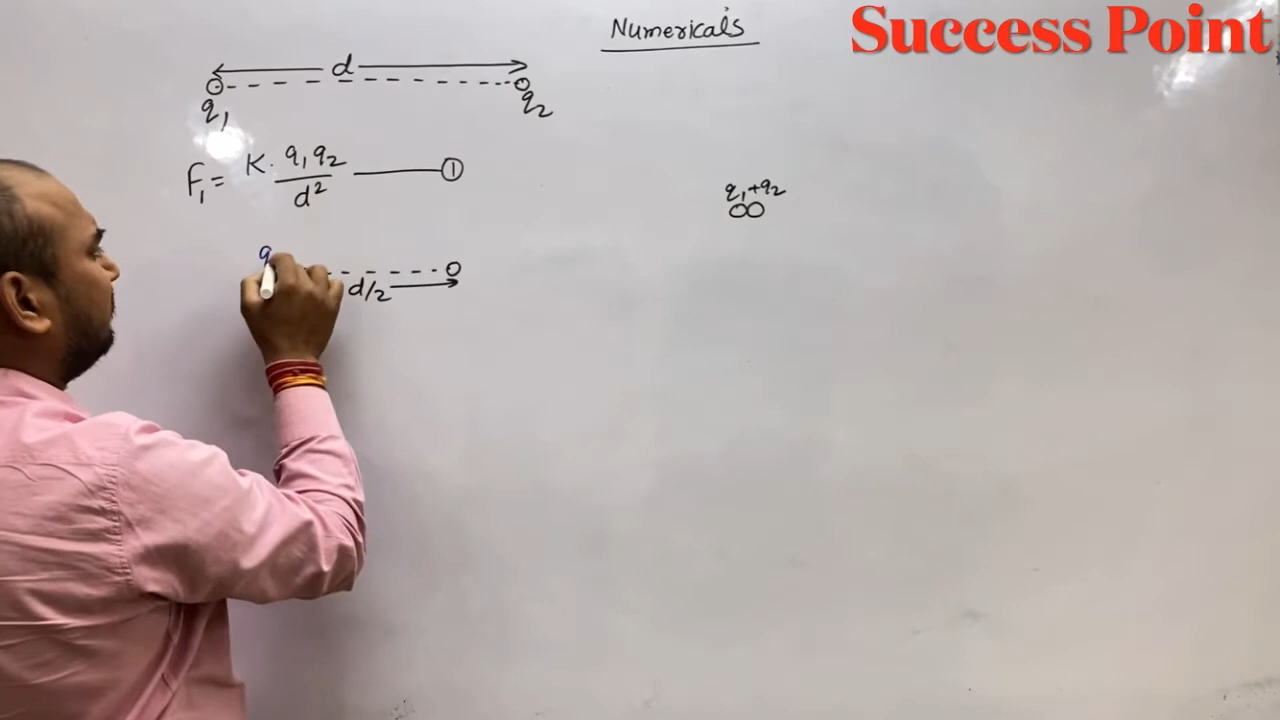 Numericals
Success Point
d
q₁ q₂
F₁ = K. q₁q₂ / d² ——— ①
q₁+q₂
q
d/2